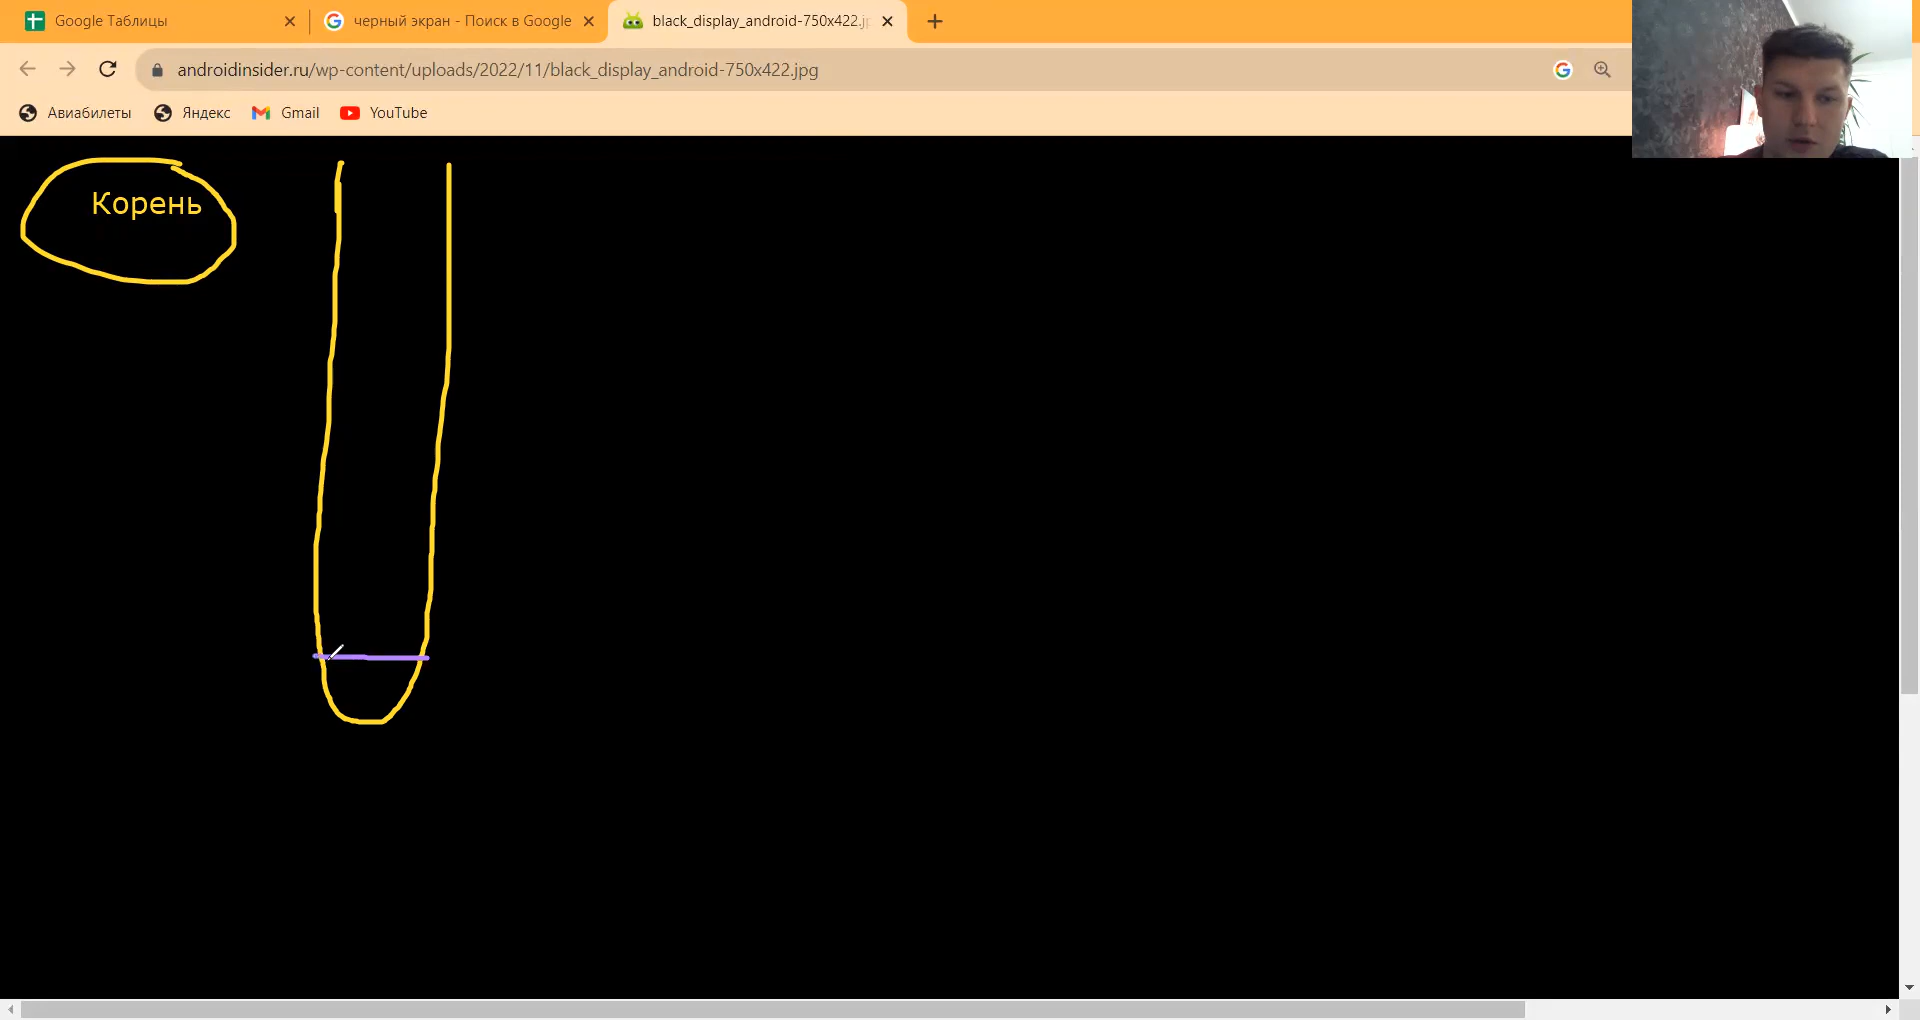 Google Таблицы
черный экран - Поиск в Google
black_display_android-750x422.j
androidinsider.ru/wp-content/uploads/2022/11/black_display_android-750x422.jpg
Авиабилеты
Яндекс
Gmail
YouTube
Корень